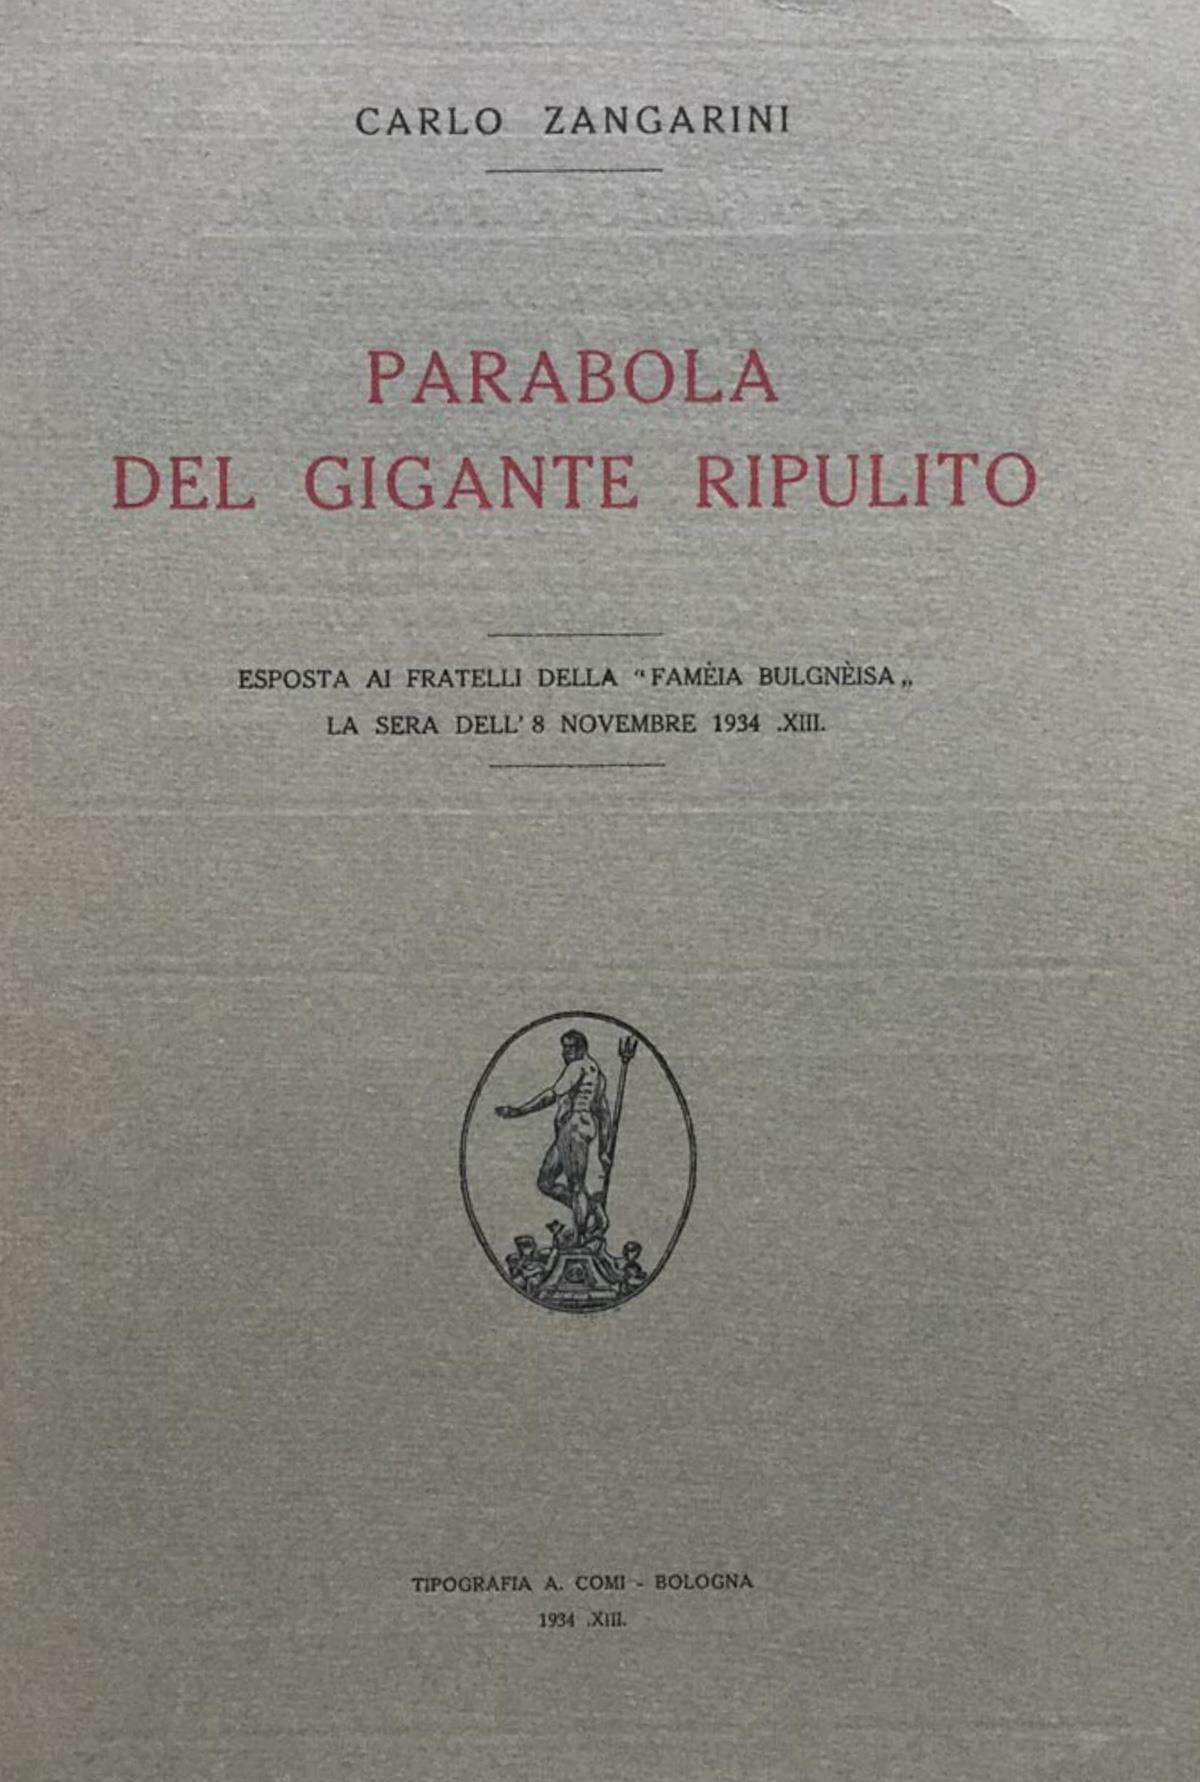 CARLO ZANGARINI
PARABOLA
DEL GIGANTE RIPULITO
ESPOSTA AI FRATELLI DELLA “FAMÈIA BULGNÈISA„
LA SERA DELL' 8 NOVEMBRE 1934 .XIII.
TIPOGRAFIA A. COMI - BOLOGNA
1934 .XIII.